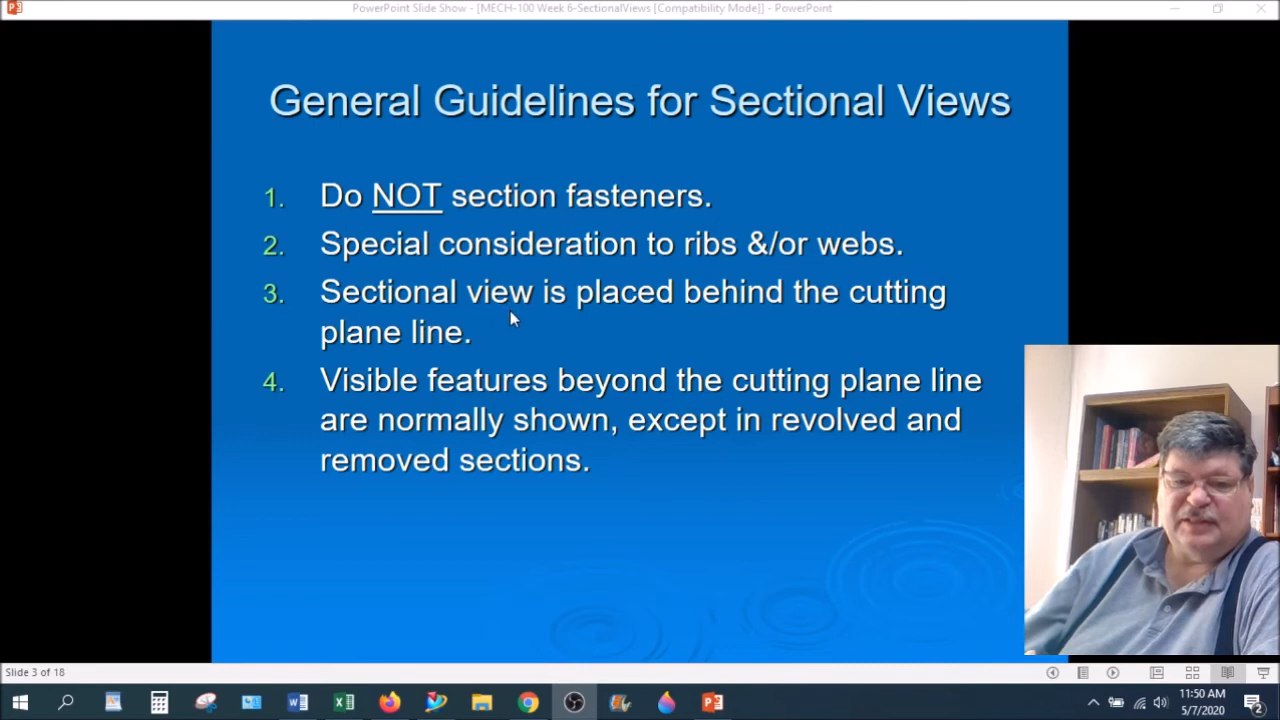 PowerPoint Slide Show - [MECH-100 Week 6-SectionalViews [Compatibility Mode]] - PowerPoint
General Guidelines for Sectional Views
1. Do NOT section fasteners.
2. Special consideration to ribs &/or webs.
3. Sectional view is placed behind the cutting
plane line.
4. Visible features beyond the cutting plane line
are normally shown, except in revolved and
removed sections.
Slide 3 of 18
11:50 AM
5/7/2020
2